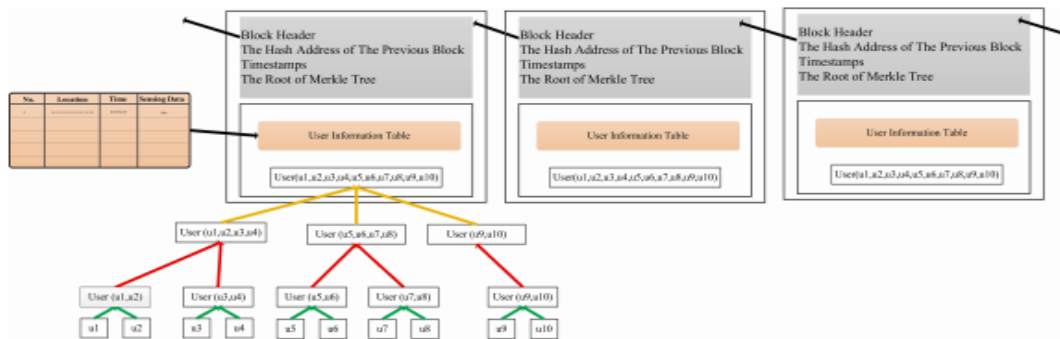 Block Header
The Hash Address of The Previous Block
Timestamps
The Root of Merkle Tree
Block Header
The Hash Address of The Previous Block
Timestamps
The Root of Merkle Tree
Block Header
The Hash Address of The Previous Block
Timestamps
The Root of Merkle Tree
No. Location Time Sensing Data
User Information Table
User Information Table
User Information Table
User(u1,u2,u3,u4,u5,u6,u7,u8,u9,u10)
User(u1,u2,u3,u4,u5,u6,u7,u8,u9,u10)
User(u1,u2,u3,u4,u5,u6,u7,u8,u9,u10)
User (u1,u2,u3,u4)
User (u5,u6,u7,u8)
User (u9,u10)
User (u1,u2)
User (u3,u4)
User (u5,u6)
User (u7,u8)
User (u9,u10)
u1 u2 u3 u4 u5 u6 u7 u8 u9 u10